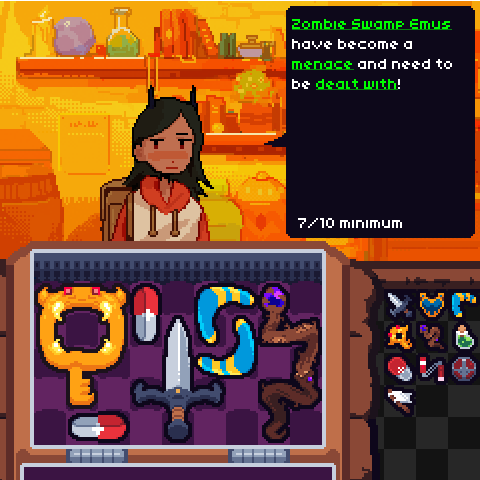 Zombie Swamp Emus
have become a
menace and need to
be dealt with!
7/10 minimum